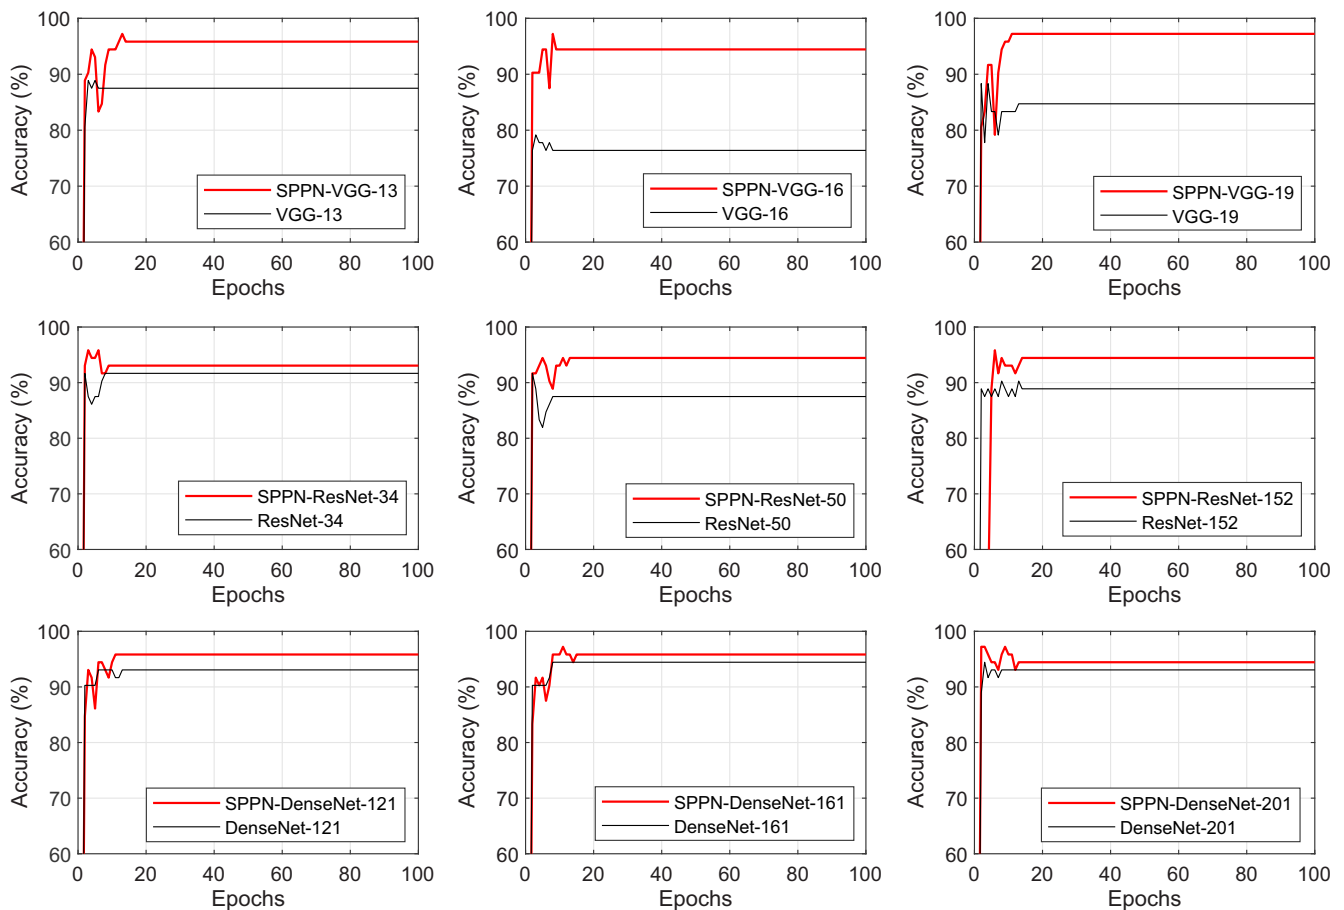 100
90
80
70
60
Accuracy (%)
SPPN-VGG-13
VGG-13
0 20 40 60 80 100
Epochs
100
90
80
70
60
Accuracy (%)
SPPN-VGG-16
VGG-16
0 20 40 60 80 100
Epochs
100
90
80
70
60
Accuracy (%)
SPPN-VGG-19
VGG-19
0 20 40 60 80 100
Epochs
100
90
80
70
60
Accuracy (%)
SPPN-ResNet-34
ResNet-34
0 20 40 60 80 100
Epochs
100
90
80
70
60
Accuracy (%)
SPPN-ResNet-50
ResNet-50
0 20 40 60 80 100
Epochs
100
90
80
70
60
Accuracy (%)
SPPN-ResNet-152
ResNet-152
0 20 40 60 80 100
Epochs
100
90
80
70
60
Accuracy (%)
SPPN-DenseNet-121
DenseNet-121
0 20 40 60 80 100
Epochs
100
90
80
70
60
Accuracy (%)
SPPN-DenseNet-161
DenseNet-161
0 20 40 60 80 100
Epochs
100
90
80
70
60
Accuracy (%)
SPPN-DenseNet-201
DenseNet-201
0 20 40 60 80 100
Epochs